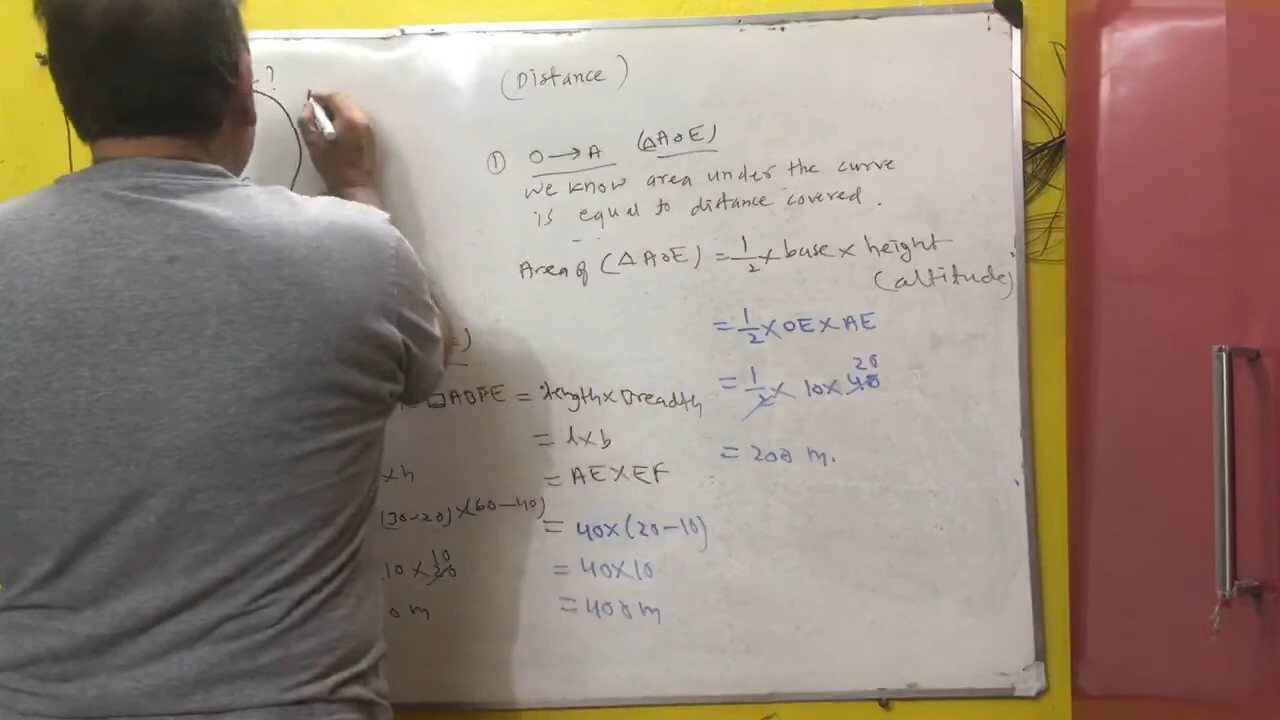 ?
(Distance)
① O → A (△AOE)
We know area under the curve
is equal to distance covered.
Area of (△AOE) = 1/2 × base × height
(altitude)
= 1/2 × OE × AE
= 1/2 × 10 × 40 20
= 200 m.
□ABFE = length × Breadth
= l × b
= AE × EF
= 40 × (20-10)
= 40 × 10
= 400 m
× h
(30-20) × (60-40)
10 × 20 10
0 m